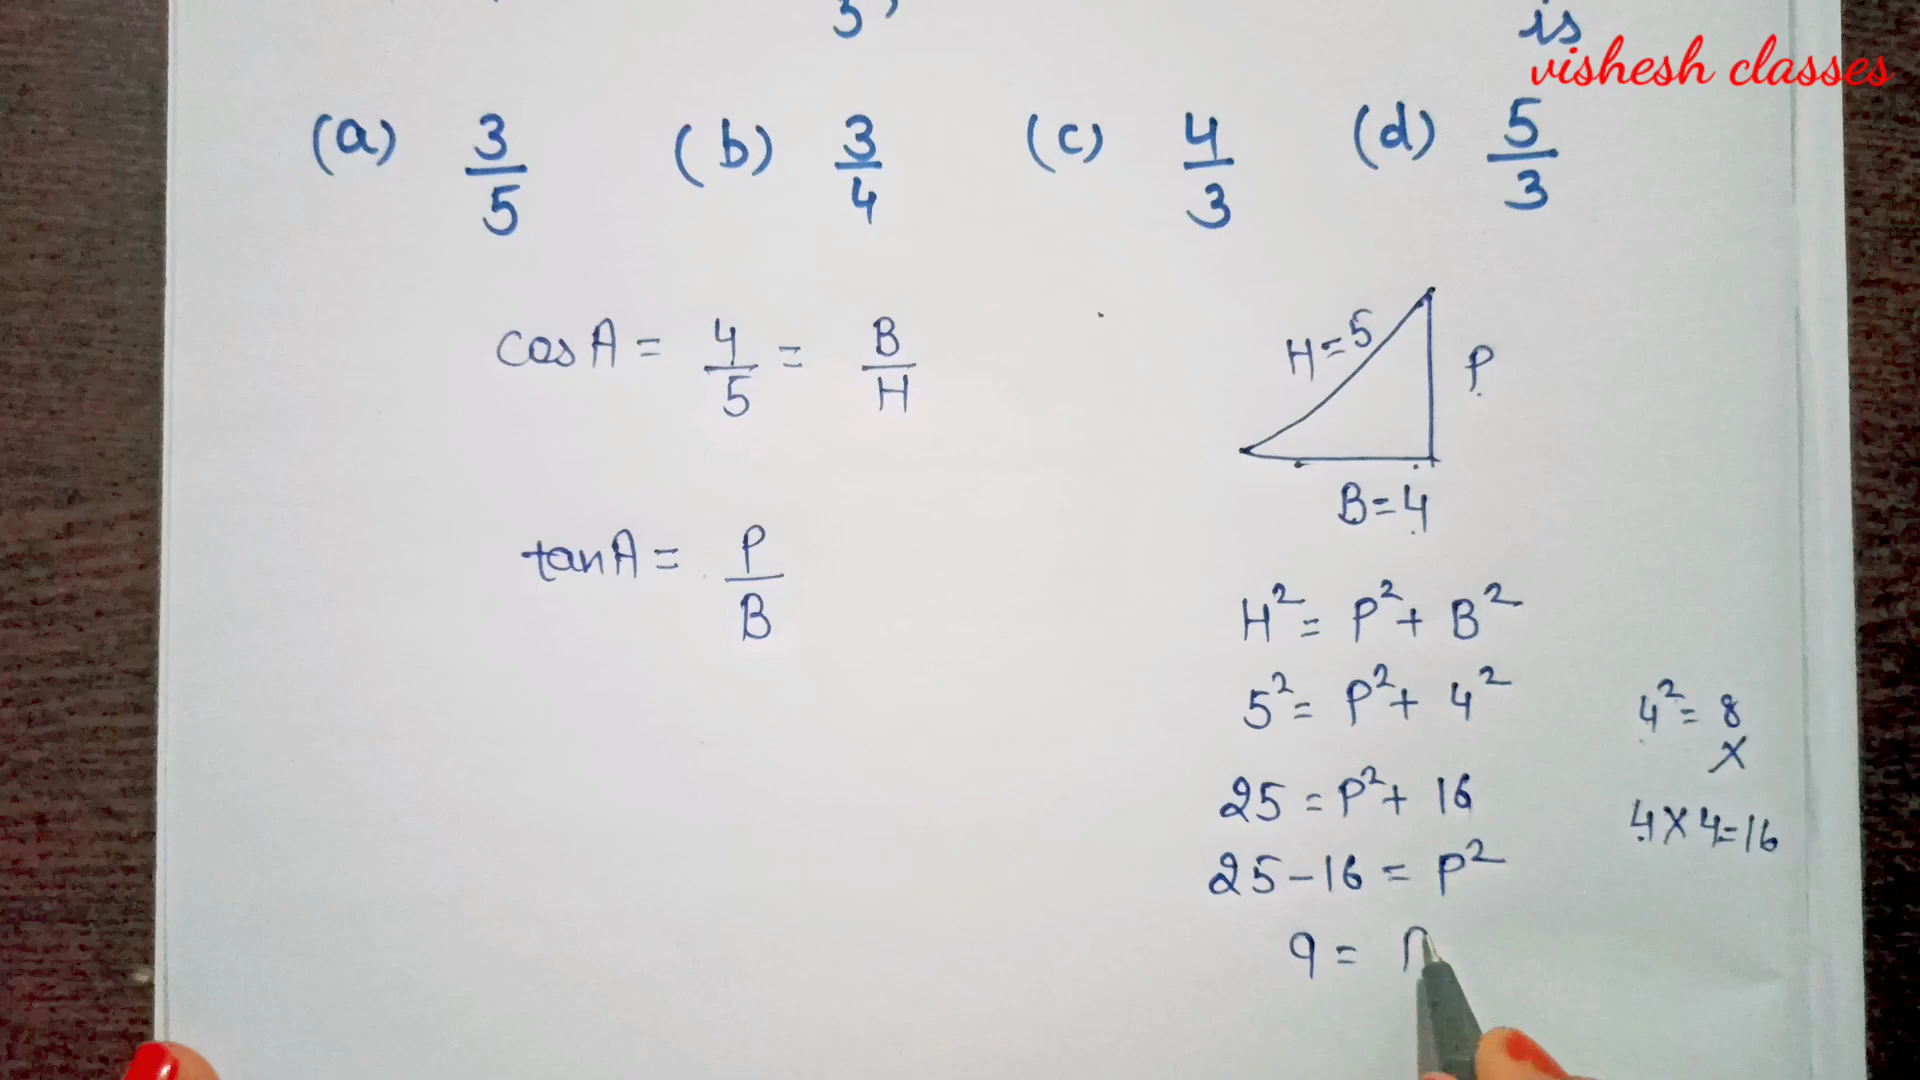 5,
is
vishesh classes
(a) 3/5 (b) 3/4 (c) 4/3 (d) 5/3
cos A = 4/5 = B/H
H = 5
P
B = 4
tan A = P/B
H² = P² + B²
5² = P² + 4²
4² = 8
X
25 = P² + 16
4 X 4 = 16
25 - 16 = P²
9 =